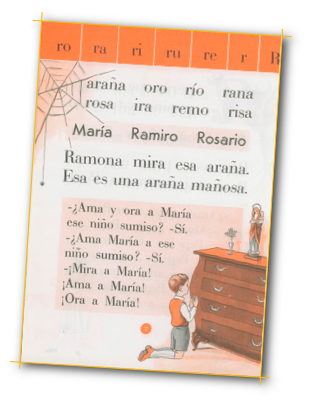 ro ra ri ru re r R
araña oro río rana
rosa ira remo risa
María Ramiro Rosario
Ramona mira esa araña.
Esa es una araña mañosa.
-¿Ama y ora a María
ese niño sumiso? -Sí.
-¿Ama María a ese
niño sumiso? -Sí.
-¡Mira a María!
¡Ama a María!
¡Ora a María!